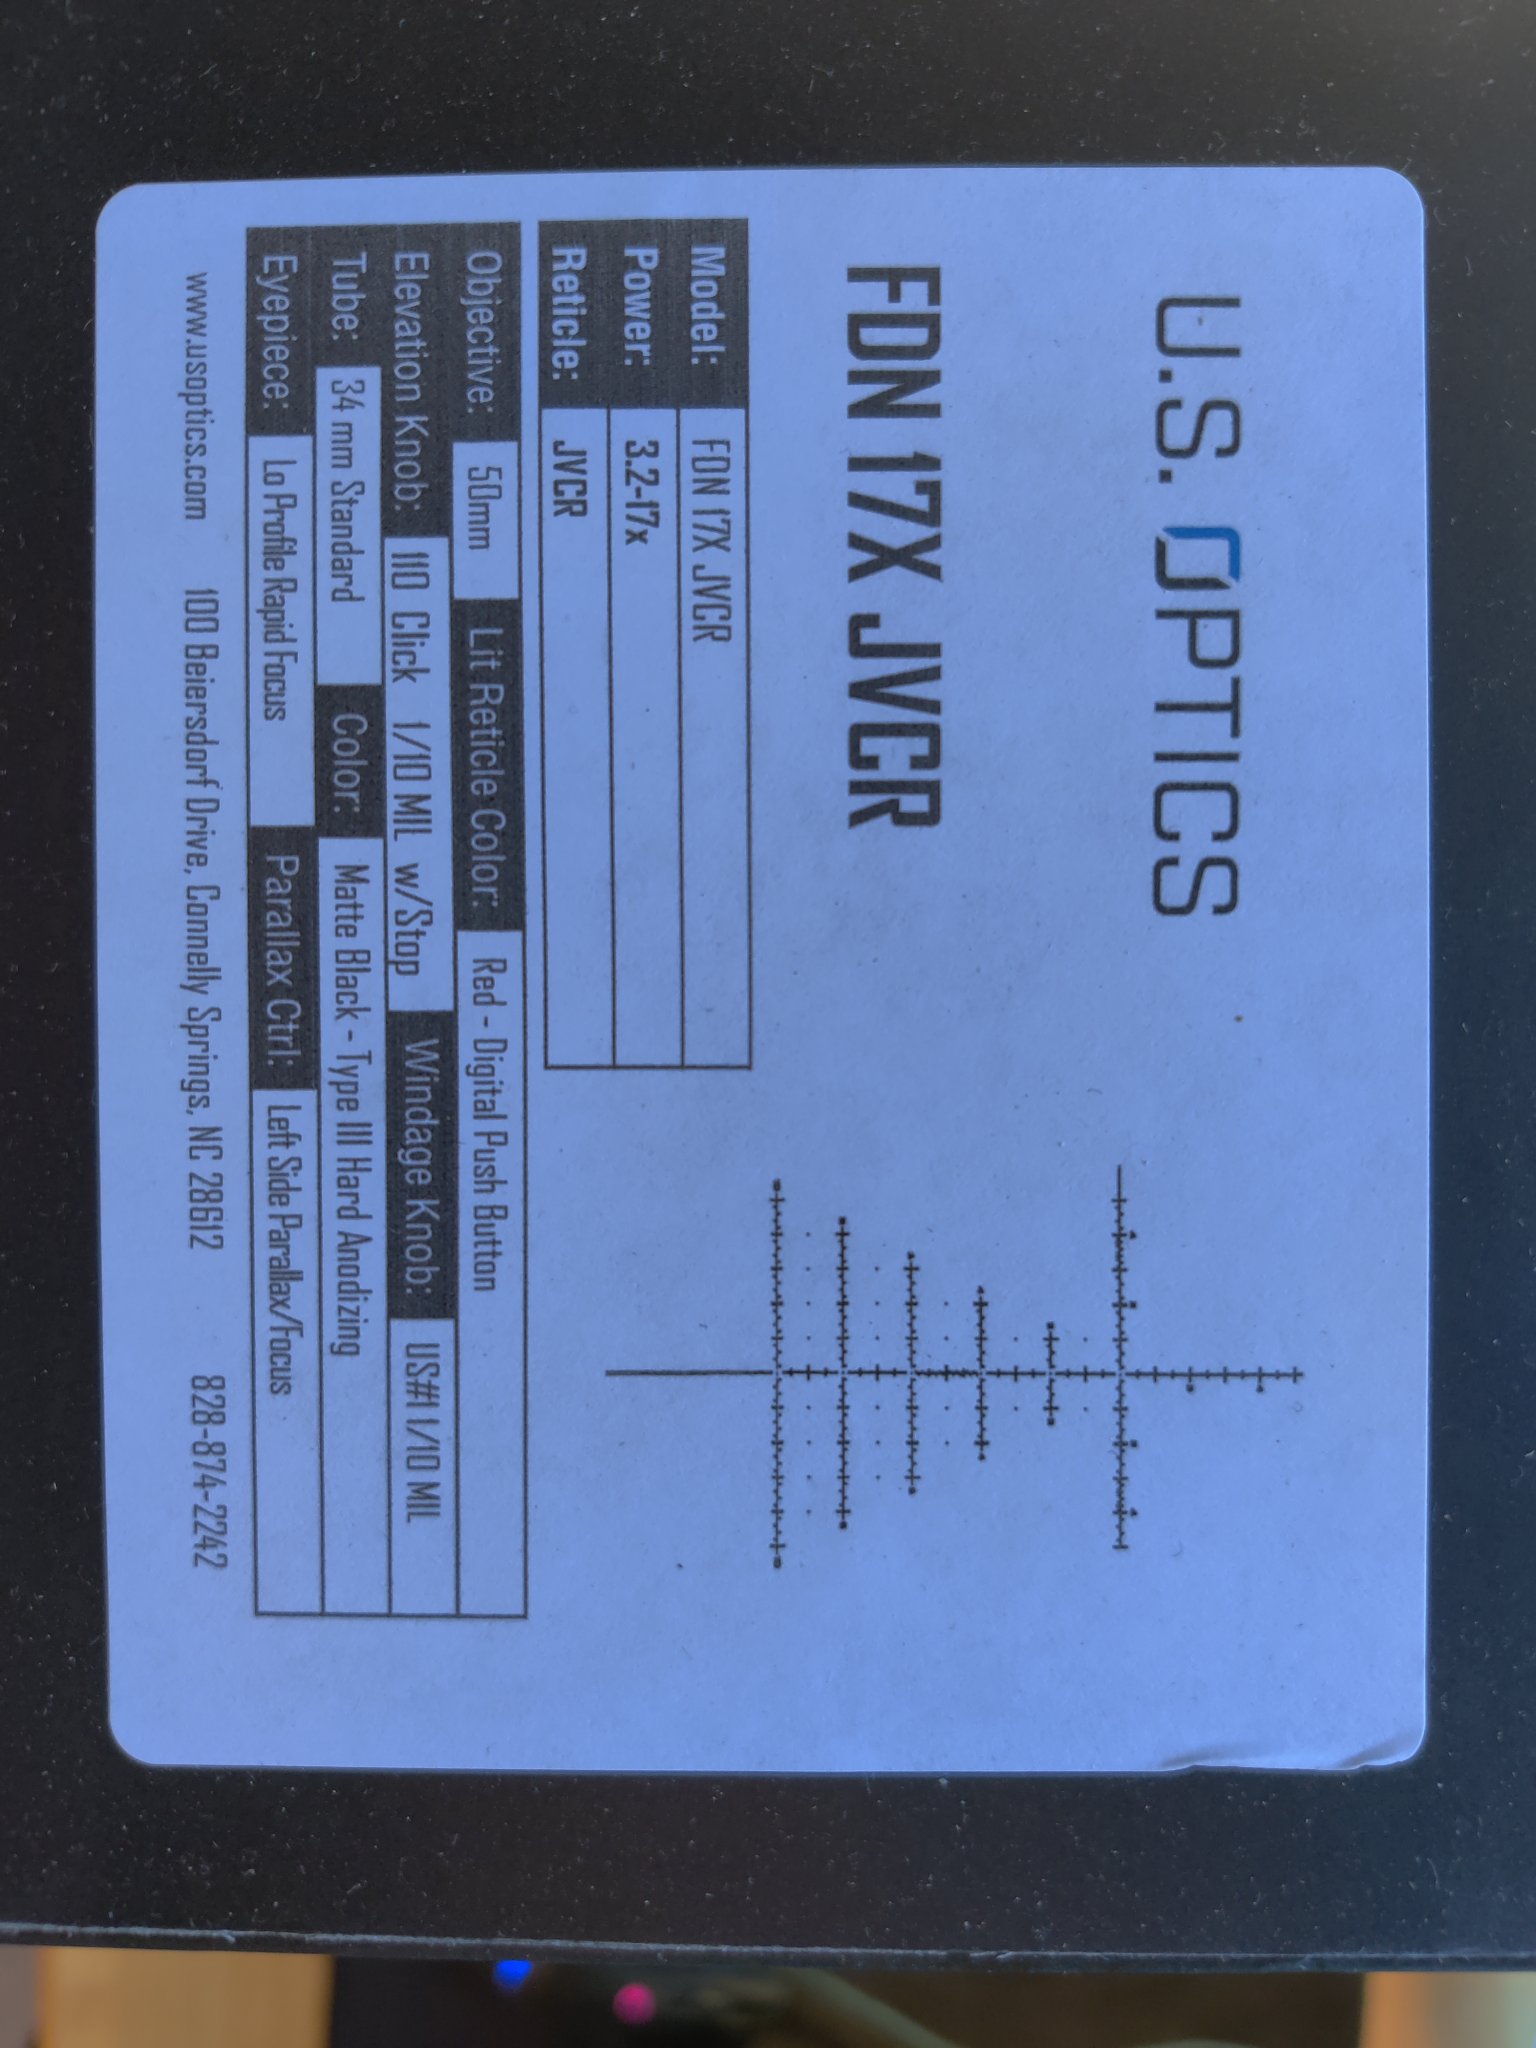 U.S. OPTICS
FDN 17X JVCR
Model: FDN 17X JVCR
Power: 3.2-17x
Reticle: JVCR
Objective: 50mm Lit Reticle Color: Red - Digital Push Button
Elevation Knob: 110 Click 1/10 MIL w/Stop Windage Knob: US#1 1/10 MIL
Tube: 34 mm Standard Color: Matte Black - Type III Hard Anodizing
Eyepiece: Lo Profile Rapid Focus Parallax Ctrl: Left Side Parallax/Focus
www.usoptics.com 100 Beiersdorf Drive, Connelly Springs, NC 28612 828-874-2242